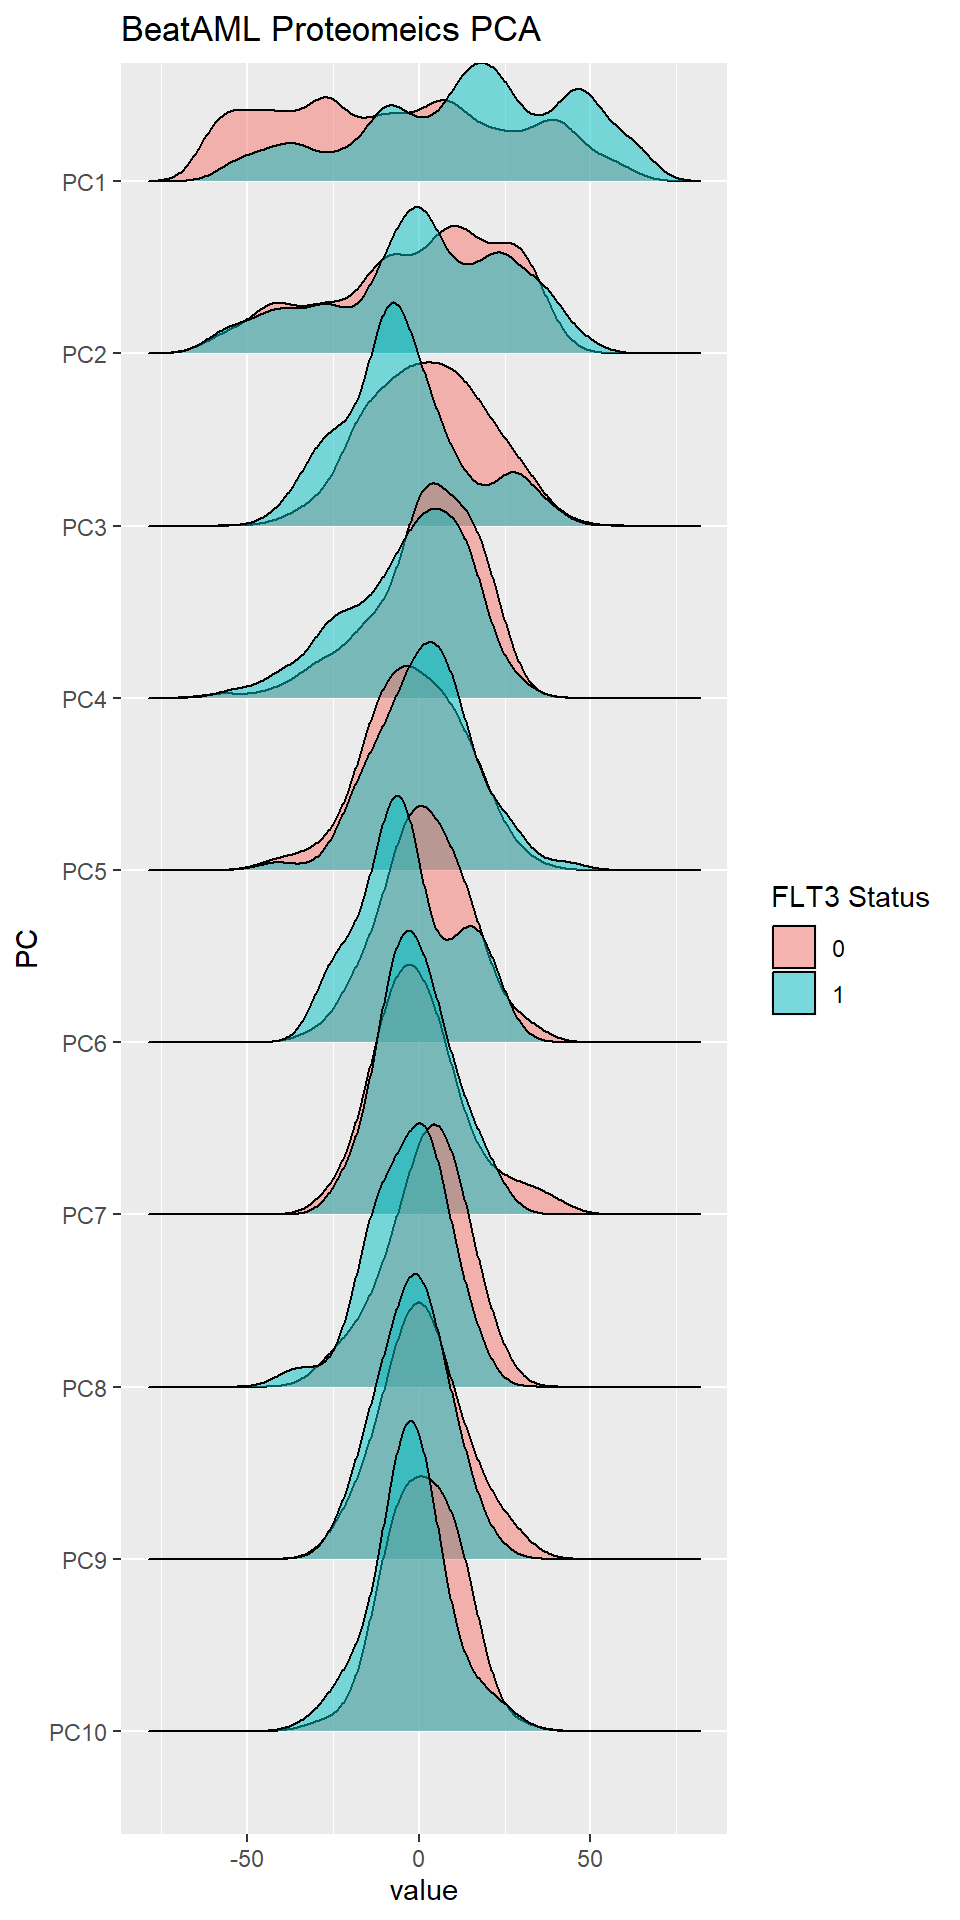 BeatAML Proteomeics PCA
PC1
PC2
PC3
PC4
PC5
PC6
PC7
PC8
PC9
PC10
PC
-50
0
50
value
FLT3 Status
0
1